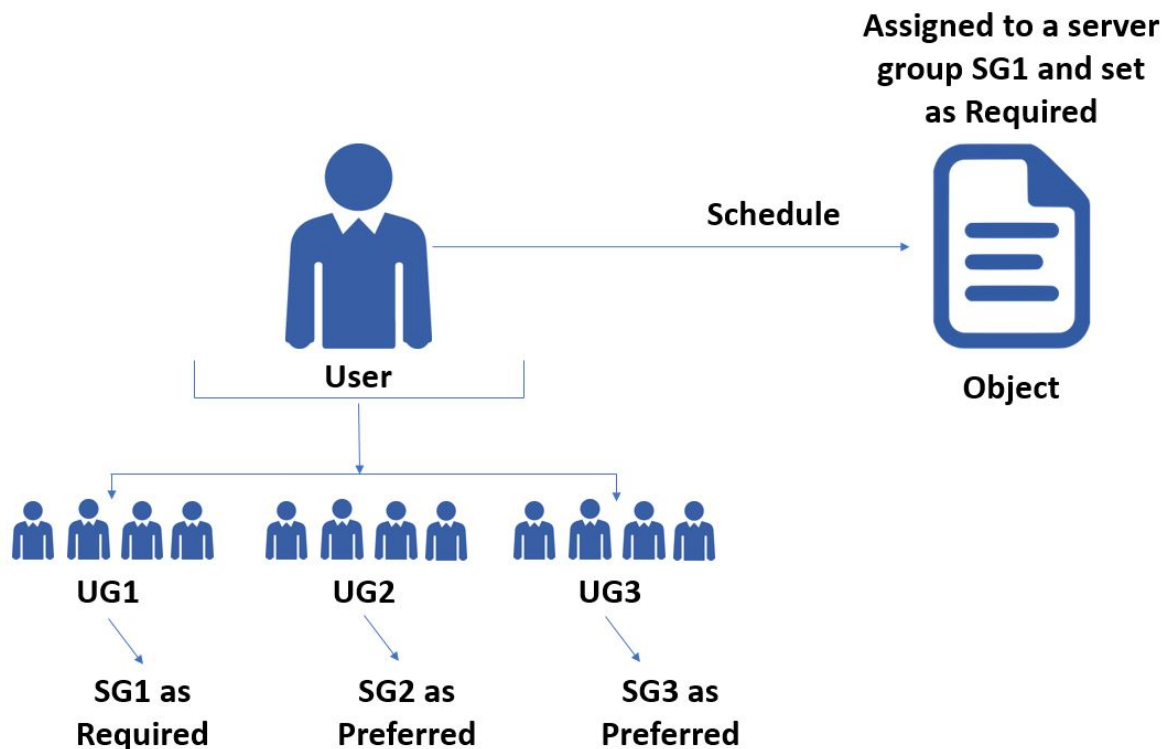 Assigned to a server
group SG1 and set
as Required
Schedule
User
Object
UG1
UG2
UG3
SG1 as
Required
SG2 as
Preferred
SG3 as
Preferred